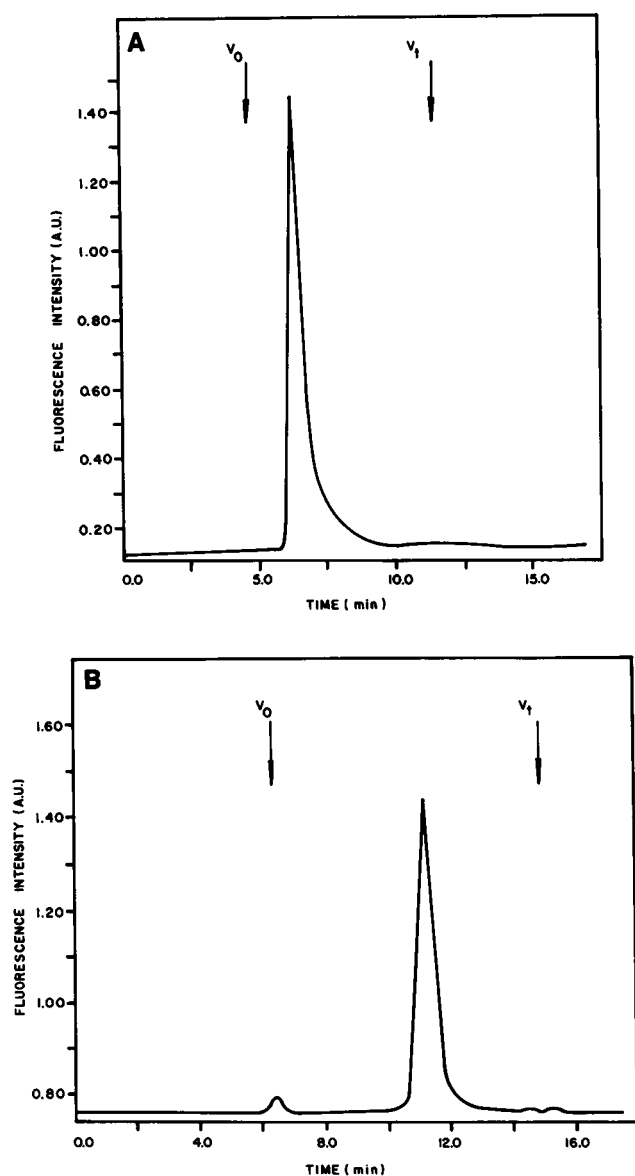 A
V0
Vt
1.40
1.20
1.00
0.80
0.60
0.40
0.20
FLUORESCENCE INTENSITY (A.U.)
0.0 5.0 10.0 15.0
TIME (min)
B
V0
Vt
1.60
1.40
1.20
1.00
0.80
FLUORESCENCE INTENSITY (A.U.)
0.0 4.0 8.0 12.0 16.0
TIME (min)